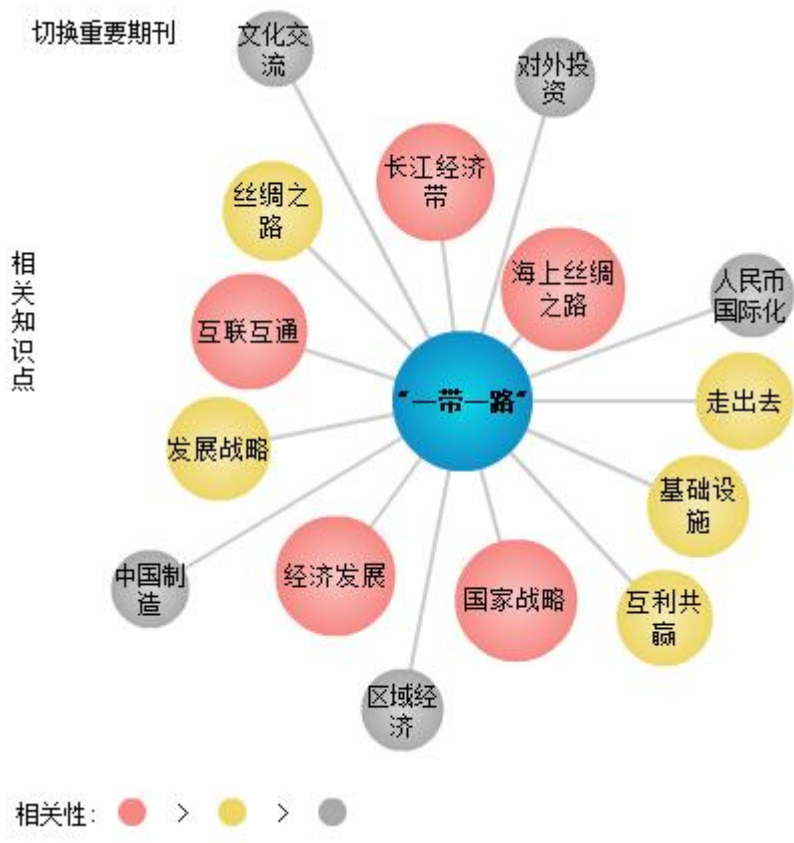 切换重要期刊
文化交
流
对外投
资
长江经济
带
丝绸之
路
海上丝绸
之路
相关知识点
人民币
国际化
互联互通
"一带一路"
走出去
发展战略
基础设
施
中国制
造
经济发展
国家战略
互利共
赢
区域经
济
相关性: > >